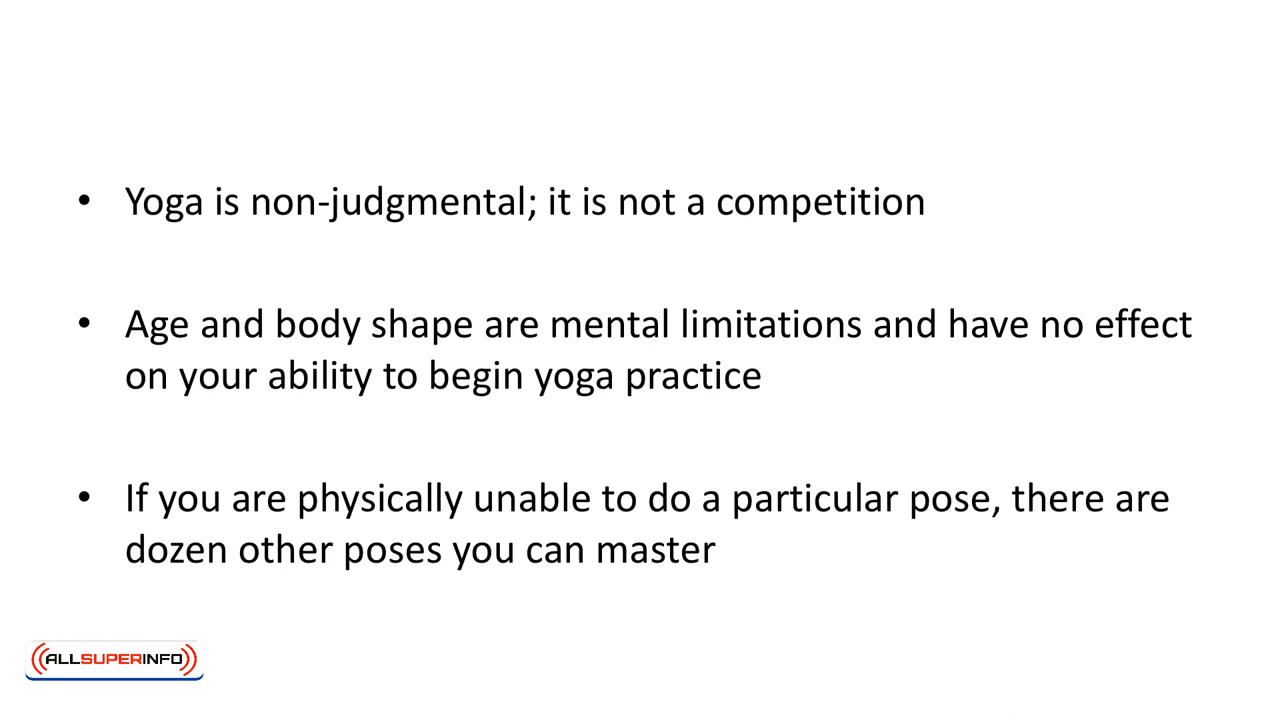 • Yoga is non-judgmental; it is not a competition
• Age and body shape are mental limitations and have no effect
on your ability to begin yoga practice
• If you are physically unable to do a particular pose, there are
dozen other poses you can master
ALLSUPERINFO